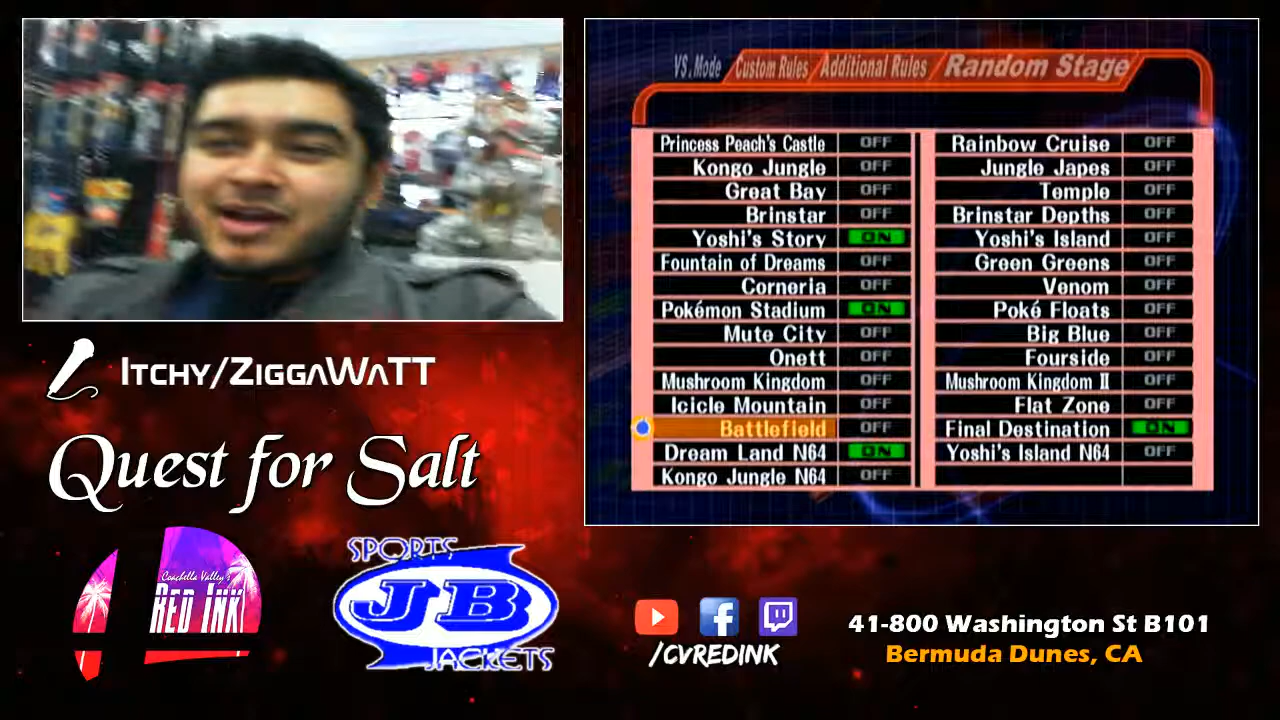 VS. Mode Custom Rules Additional Rules Random Stage
Princess Peach's Castle OFF Rainbow Cruise OFF
Kongo Jungle OFF Jungle Japes OFF
Great Bay OFF Temple OFF
Brinstar OFF Brinstar Depths OFF
Yoshi's Story ON Yoshi's Island OFF
Fountain of Dreams OFF Green Greens OFF
Corneria OFF Venom OFF
Pokémon Stadium ON Poké Floats OFF
Mute City OFF Big Blue OFF
Onett OFF Fourside OFF
Mushroom Kingdom OFF Mushroom Kingdom II OFF
Icicle Mountain OFF Flat Zone OFF
Battlefield OFF Final Destination ON
Dream Land N64 ON Yoshi's Island N64 OFF
Kongo Jungle N64 OFF
Itchy/ZiggaWaTT
Quest for Salt
Coachella Valley's
RED INK
SPORTS
JB
JACKETS
/CVREDINK
41-800 Washington St B101
Bermuda Dunes, CA